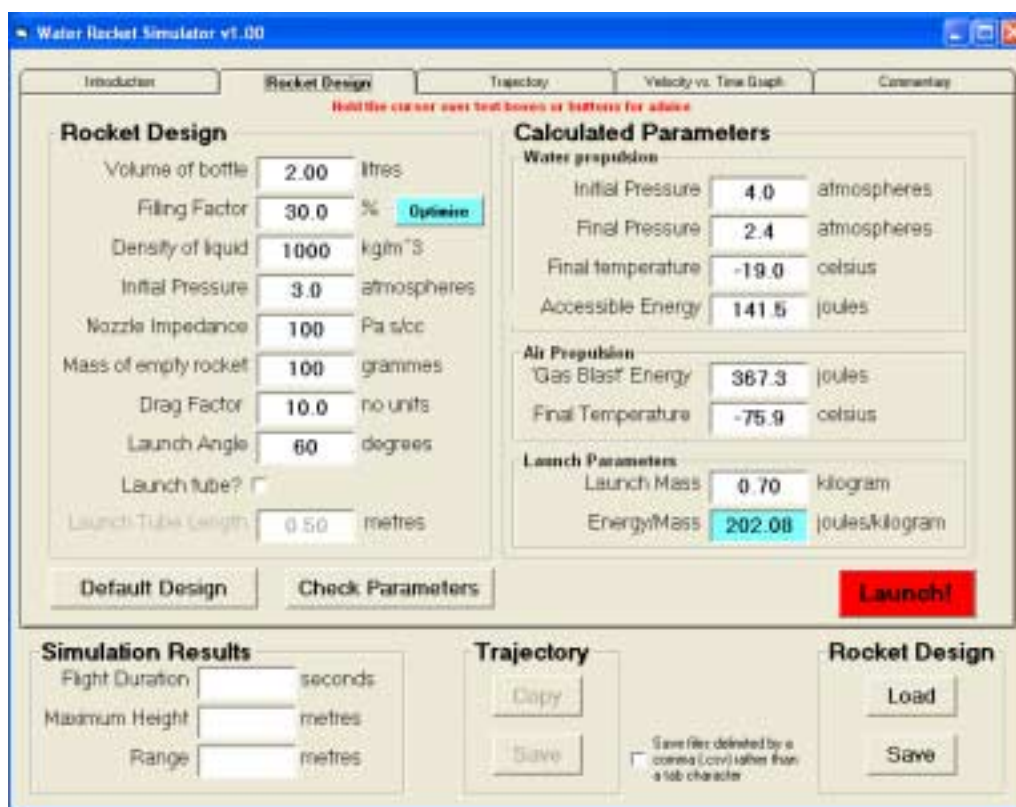 Water Rocket Simulator v1.00
Introduction
Rocket Design
Trajectory
Velocity vs. Time Graph
Commentary
Hold the cursor over text boxes or buttons for advice
Rocket Design
Volume of bottle 2.00 litres
Filling Factor 30.0 % Optimise
Density of liquid 1000 kg/m^3
Initial Pressure 3.0 atmospheres
Nozzle Impedance 100 Pa s/cc
Mass of empty rocket 100 grammes
Drag Factor 10.0 no units
Launch Angle 60 degrees
Launch tube?
Launch Tube Length 0.50 metres
Default Design
Check Parameters
Calculated Parameters
Water propulsion
Initial Pressure 4.0 atmospheres
Final Pressure 2.4 atmospheres
Final temperature -19.0 celsius
Accessible Energy 141.5 joules
Air Propulsion
'Gas Blast' Energy 367.3 joules
Final Temperature -75.9 celsius
Launch Parameters
Launch Mass 0.70 kilogram
Energy/Mass 202.08 joules/kilogram
Launch!
Simulation Results
Flight Duration seconds
Maximum Height metres
Range metres
Trajectory
Copy
Save
Save files delimited by a
comma (.csv) rather than
a tab character
Rocket Design
Load
Save